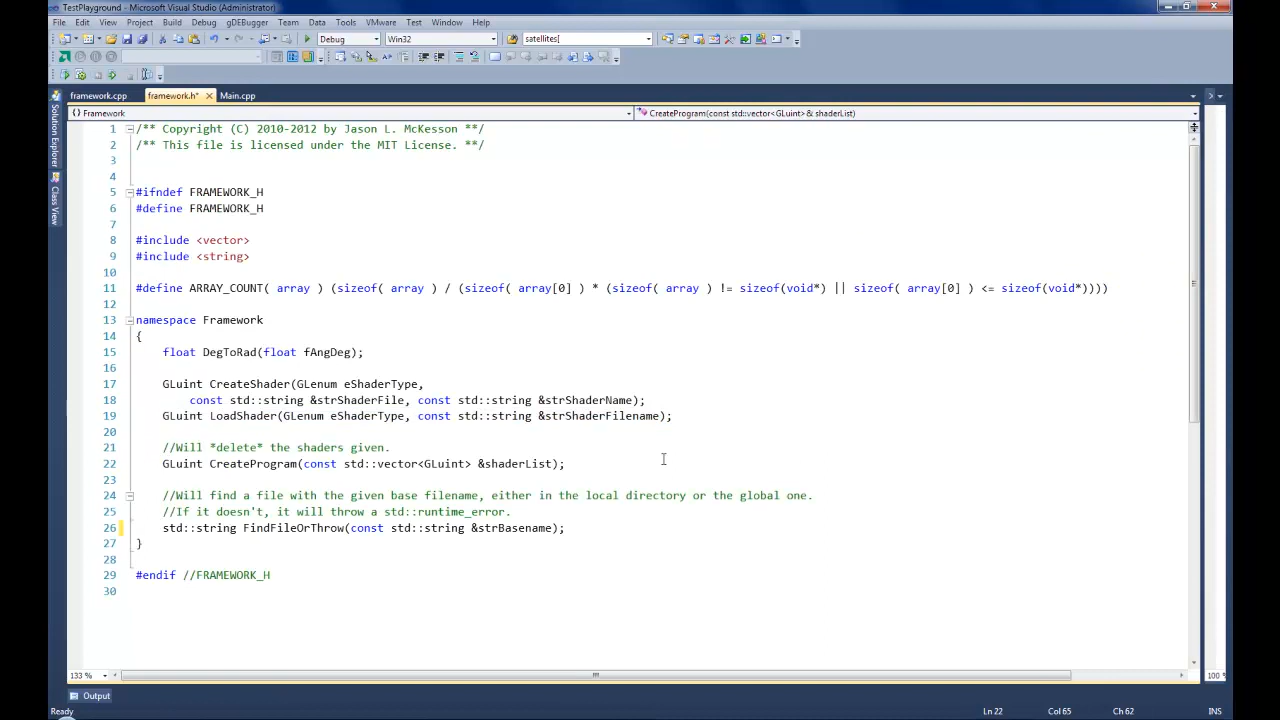 TestPlayground - Microsoft Visual Studio (Administrator)
File Edit View Project Build Debug gDEBugger Team Data Tools VMware Test Window Help
Debug Win32 satellites[
framework.cpp framework.h* Main.cpp
Framework CreateProgram(const std::vector<GLuint> & shaderList)
Solution Explorer
Class View
1 /** Copyright (C) 2010-2012 by Jason L. McKesson **/
2 /** This file is licensed under the MIT License. **/
3
4
5 #ifndef FRAMEWORK_H
6 #define FRAMEWORK_H
7
8 #include <vector>
9 #include <string>
10
11 #define ARRAY_COUNT( array ) (sizeof( array ) / (sizeof( array[0] ) * (sizeof( array ) != sizeof(void*) || sizeof( array[0] ) <= sizeof(void*))))
12
13 namespace Framework
14 {
15 float DegToRad(float fAngDeg);
16
17 GLuint CreateShader(GLenum eShaderType,
18 const std::string &strShaderFile, const std::string &strShaderName);
19 GLuint LoadShader(GLenum eShaderType, const std::string &strShaderFilename);
20
21 //Will *delete* the shaders given.
22 GLuint CreateProgram(const std::vector<GLuint> &shaderList);
23
24 //Will find a file with the given base filename, either in the local directory or the global one.
25 //If it doesn't, it will throw a std::runtime_error.
26 std::string FindFileOrThrow(const std::string &strBasename);
27 }
28
29 #endif //FRAMEWORK_H
30
133 % 100 %
Output
Ready Ln 22 Col 65 Ch 62 INS